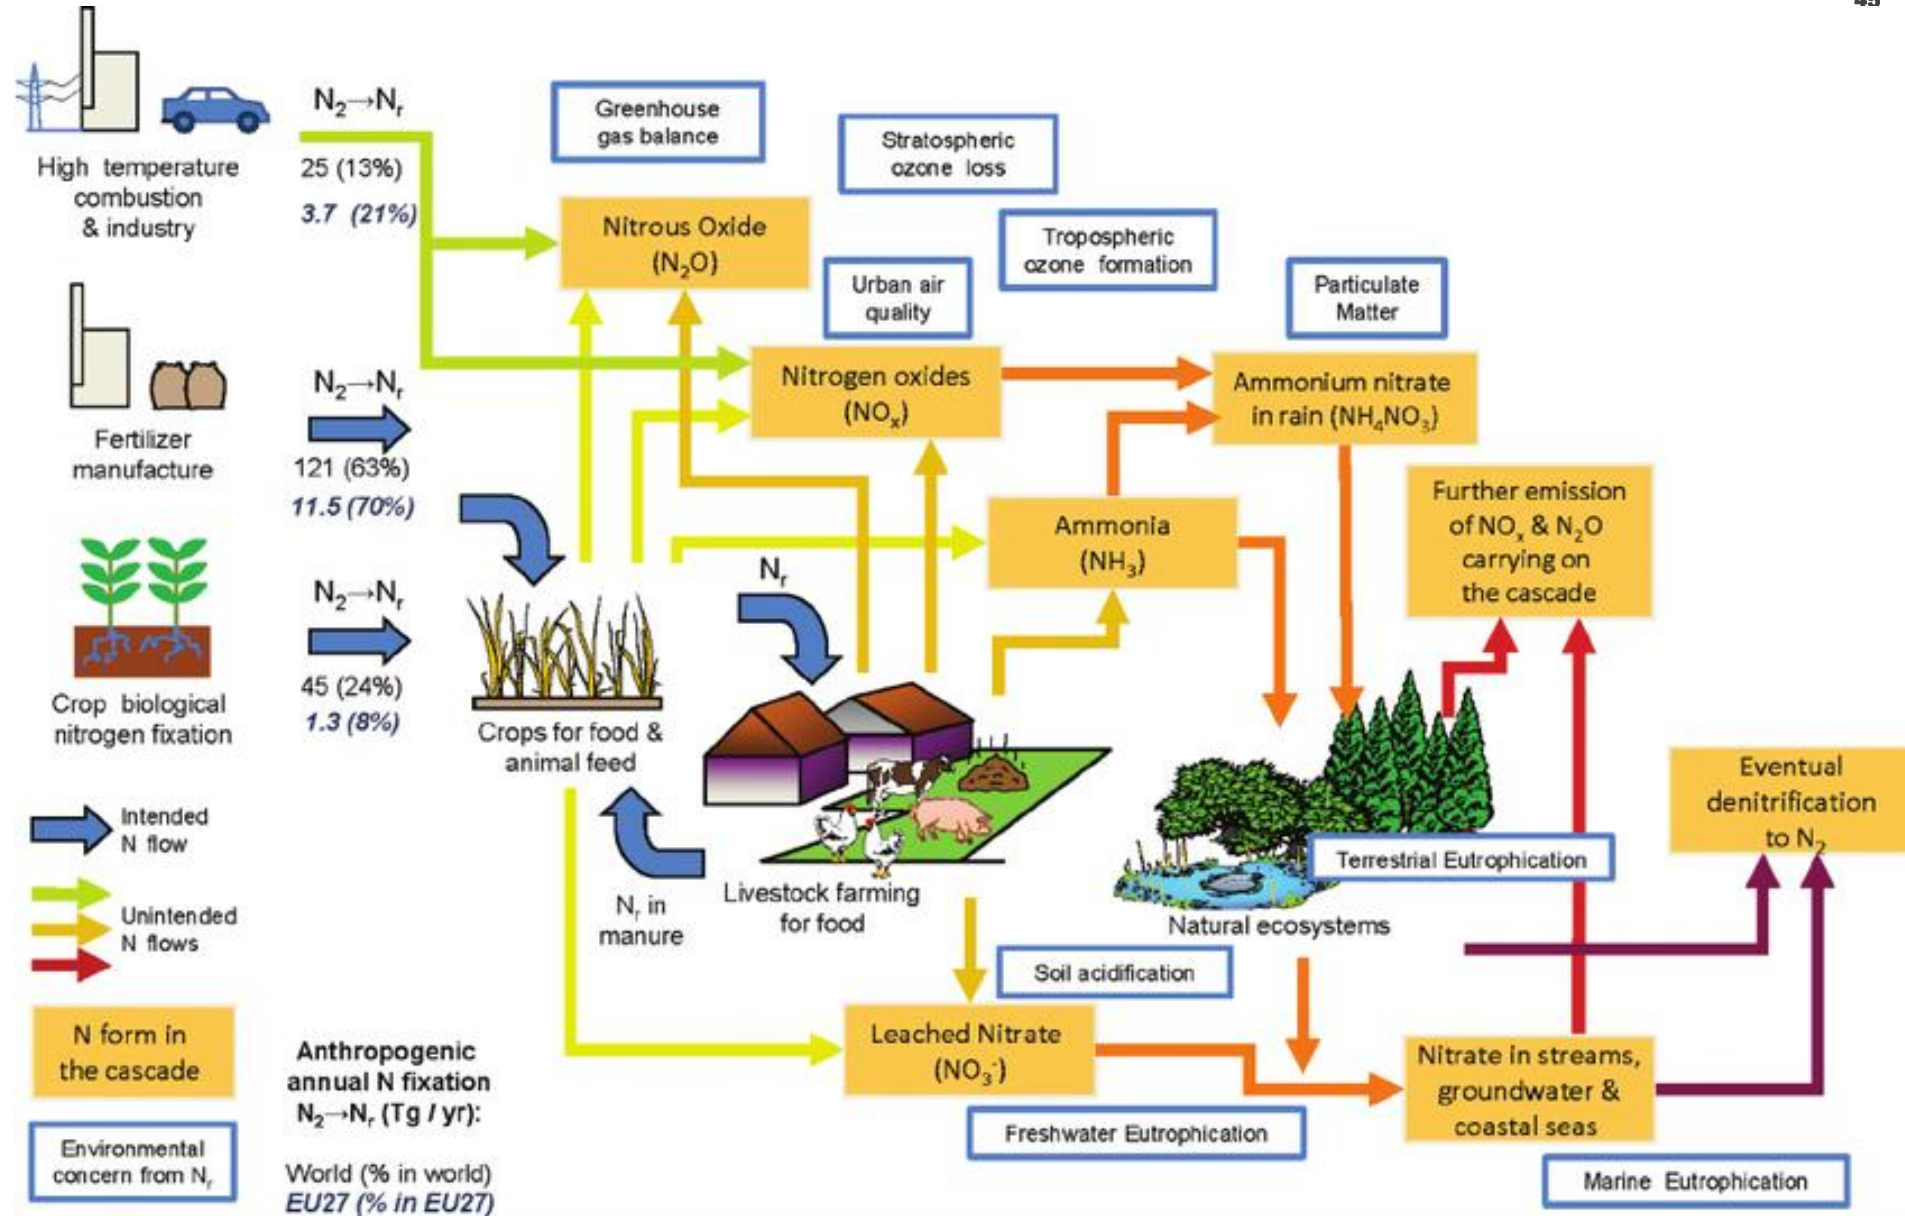 45
High temperature
combustion
& industry
N₂→Nᵣ
25 (13%)
3.7 (21%)
Fertilizer
manufacture
N₂→Nᵣ
121 (63%)
11.5 (70%)
Crop biological
nitrogen fixation
N₂→Nᵣ
45 (24%)
1.3 (8%)
Intended
N flow
Unintended
N flows
N form in
the cascade
Environmental
concern from Nᵣ
Anthropogenic
annual N fixation
N₂→Nᵣ (Tg / yr):
World (% in world)
EU27 (% in EU27)
Greenhouse
gas balance
Stratospheric
ozone loss
Nitrous Oxide
(N₂O)
Tropospheric
ozone formation
Urban air
quality
Particulate
Matter
Nitrogen oxides
(NOₓ)
Ammonium nitrate
in rain (NH₄NO₃)
Ammonia
(NH₃)
Further emission
of NOₓ & N₂O
carrying on
the cascade
Nᵣ
Crops for food &
animal feed
Nᵣ in
manure
Livestock farming
for food
Terrestrial Eutrophication
Natural ecosystems
Eventual
denitrification
to N₂
Soil acidification
Leached Nitrate
(NO₃⁻)
Nitrate in streams,
groundwater &
coastal seas
Freshwater Eutrophication
Marine Eutrophication